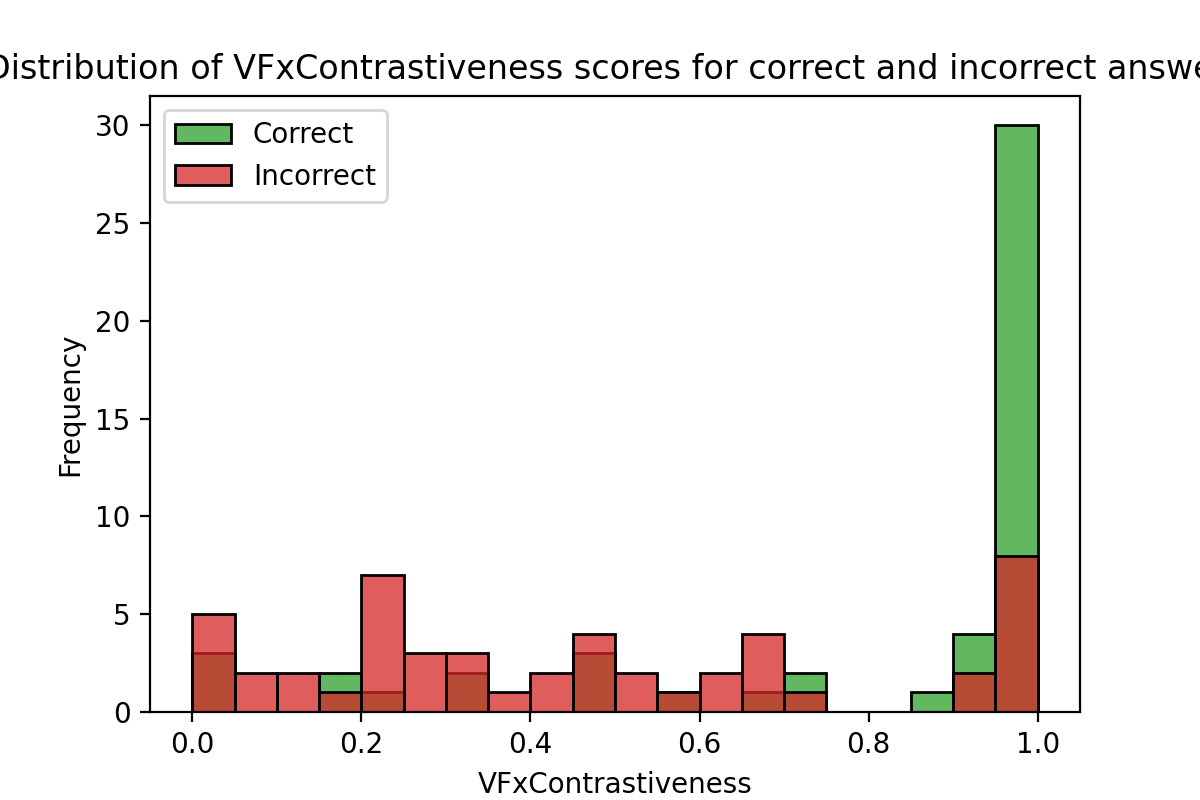 Distribution of VFxContrastiveness scores for correct and incorrect answe
Correct
Incorrect
30
25
20
15
10
5
0
Frequency
0.0 0.2 0.4 0.6 0.8 1.0
VFxContrastiveness